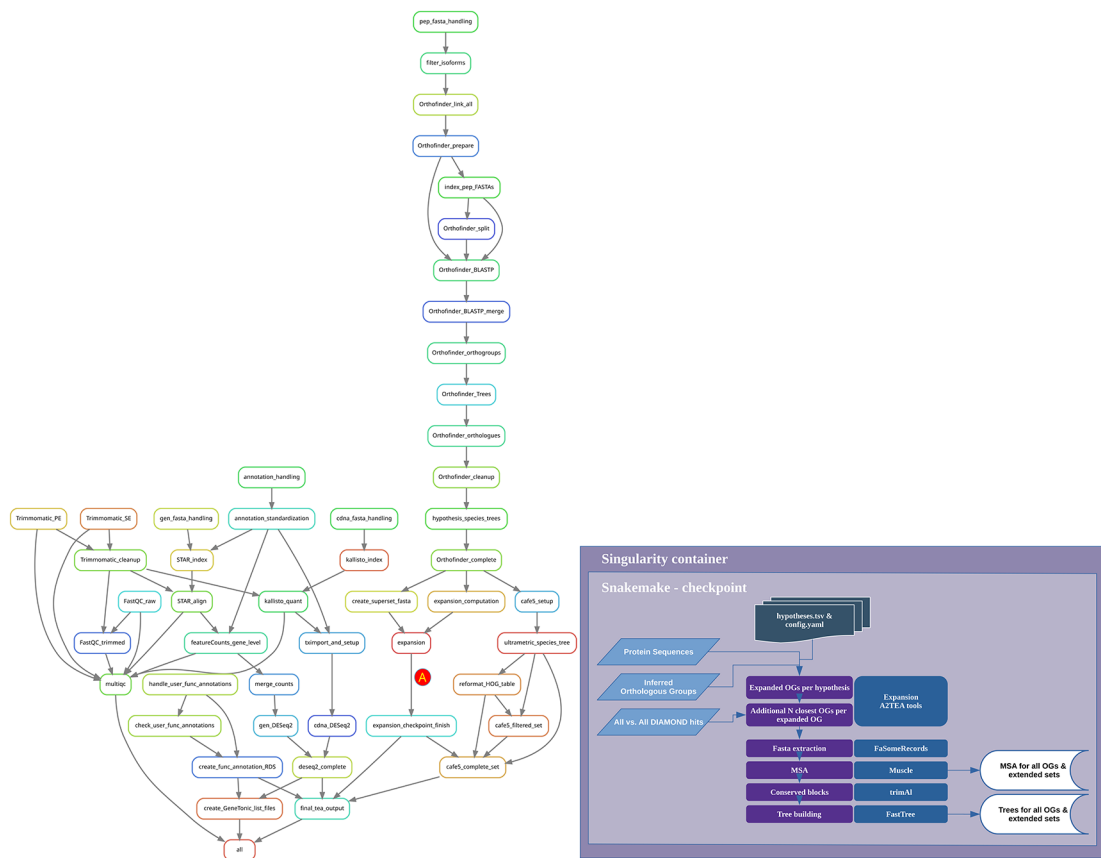 pep_fasta_handling
filter_isoforms
Orthofinder_link_all
Orthofinder_prepare
index_pep_FASTAs
Orthofinder_split
Orthofinder_BLASTP
Orthofinder_BLASTP_merge
Orthofinder_orthogroups
Orthofinder_Trees
Orthofinder_orthologues
annotation_handling
Orthofinder_cleanup
Trimmomatic_PE
Trimmomatic_SE
gen_fasta_handling
annotation_standardization
cdna_fasta_handling
hypothesis_species_trees
Trimmomatic_cleanup
STAR_index
kallisto_index
Orthofinder_complete
FastQC_raw
STAR_align
kallisto_quant
create_superset_fasta
expansion_computation
cafe5_setup
FastQC_trimmed
featureCounts_gene_level
tximport_and_setup
expansion
ultrametric_species_tree
A
multiqc
handle_user_func_annotations
merge_counts
reformat_HOG_table
check_user_func_annotations
gen_DESeq2
cdna_DESeq2
expansion_checkpoint_finish
cafe5_filtered_set
create_func_annotation_RDS
deseq2_complete
cafe5_complete_set
create_GeneTonic_list_files
final_tea_output
all
Singularity container
Snakemake - checkpoint
hypotheses.tsv &
config.yaml
Protein Sequences
Inferred
Orthologous Groups
All vs. All DIAMOND hits
Expanded OGs per hypothesis
Additional N closest OGs per
expanded OG
Expansion
A2TEA tools
Fasta extraction
FaSomeRecords
MSA
Muscle
Conserved blocks
trimAl
Tree building
FastTree
MSA for all OGs &
extended sets
Trees for all OGs &
extended sets